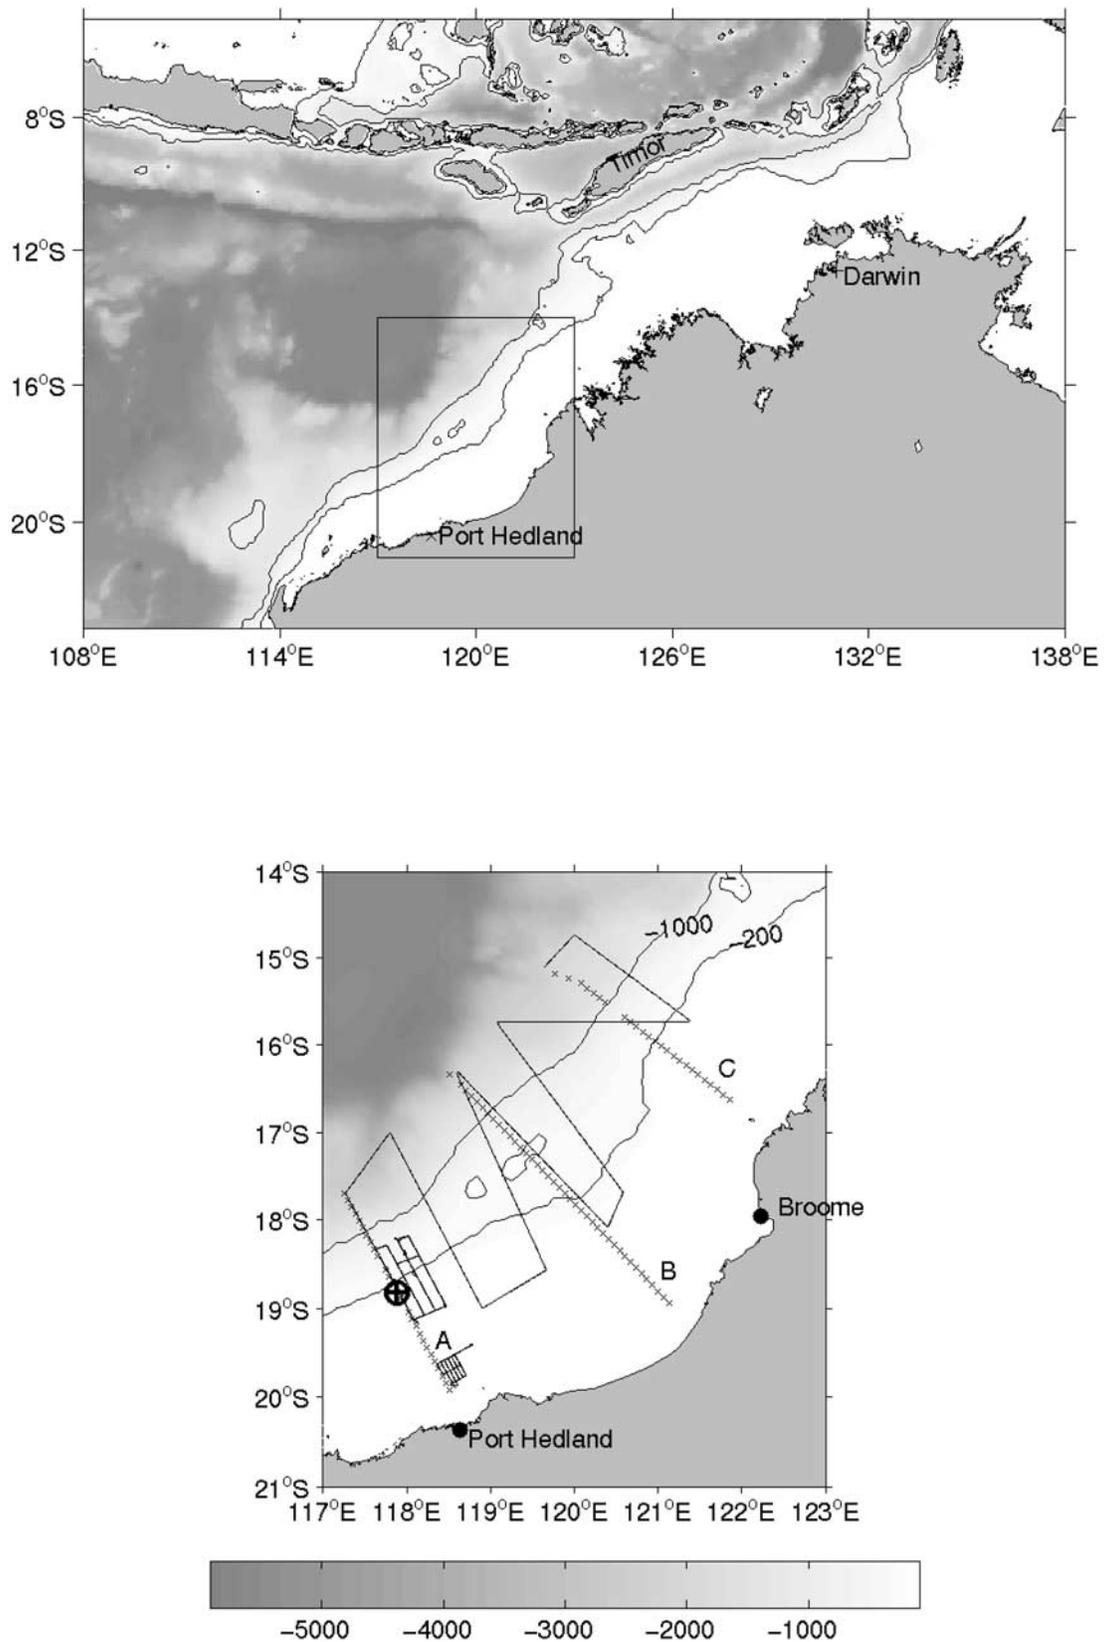 8°S
12°S
16°S
20°S
Timor
Darwin
Port Hedland
108°E 114°E 120°E 126°E 132°E 138°E
14°S
15°S
16°S
17°S
18°S
19°S
20°S
21°S
−1000
−200
C
Broome
B
A
Port Hedland
117°E 118°E 119°E 120°E 121°E 122°E 123°E
−5000 −4000 −3000 −2000 −1000